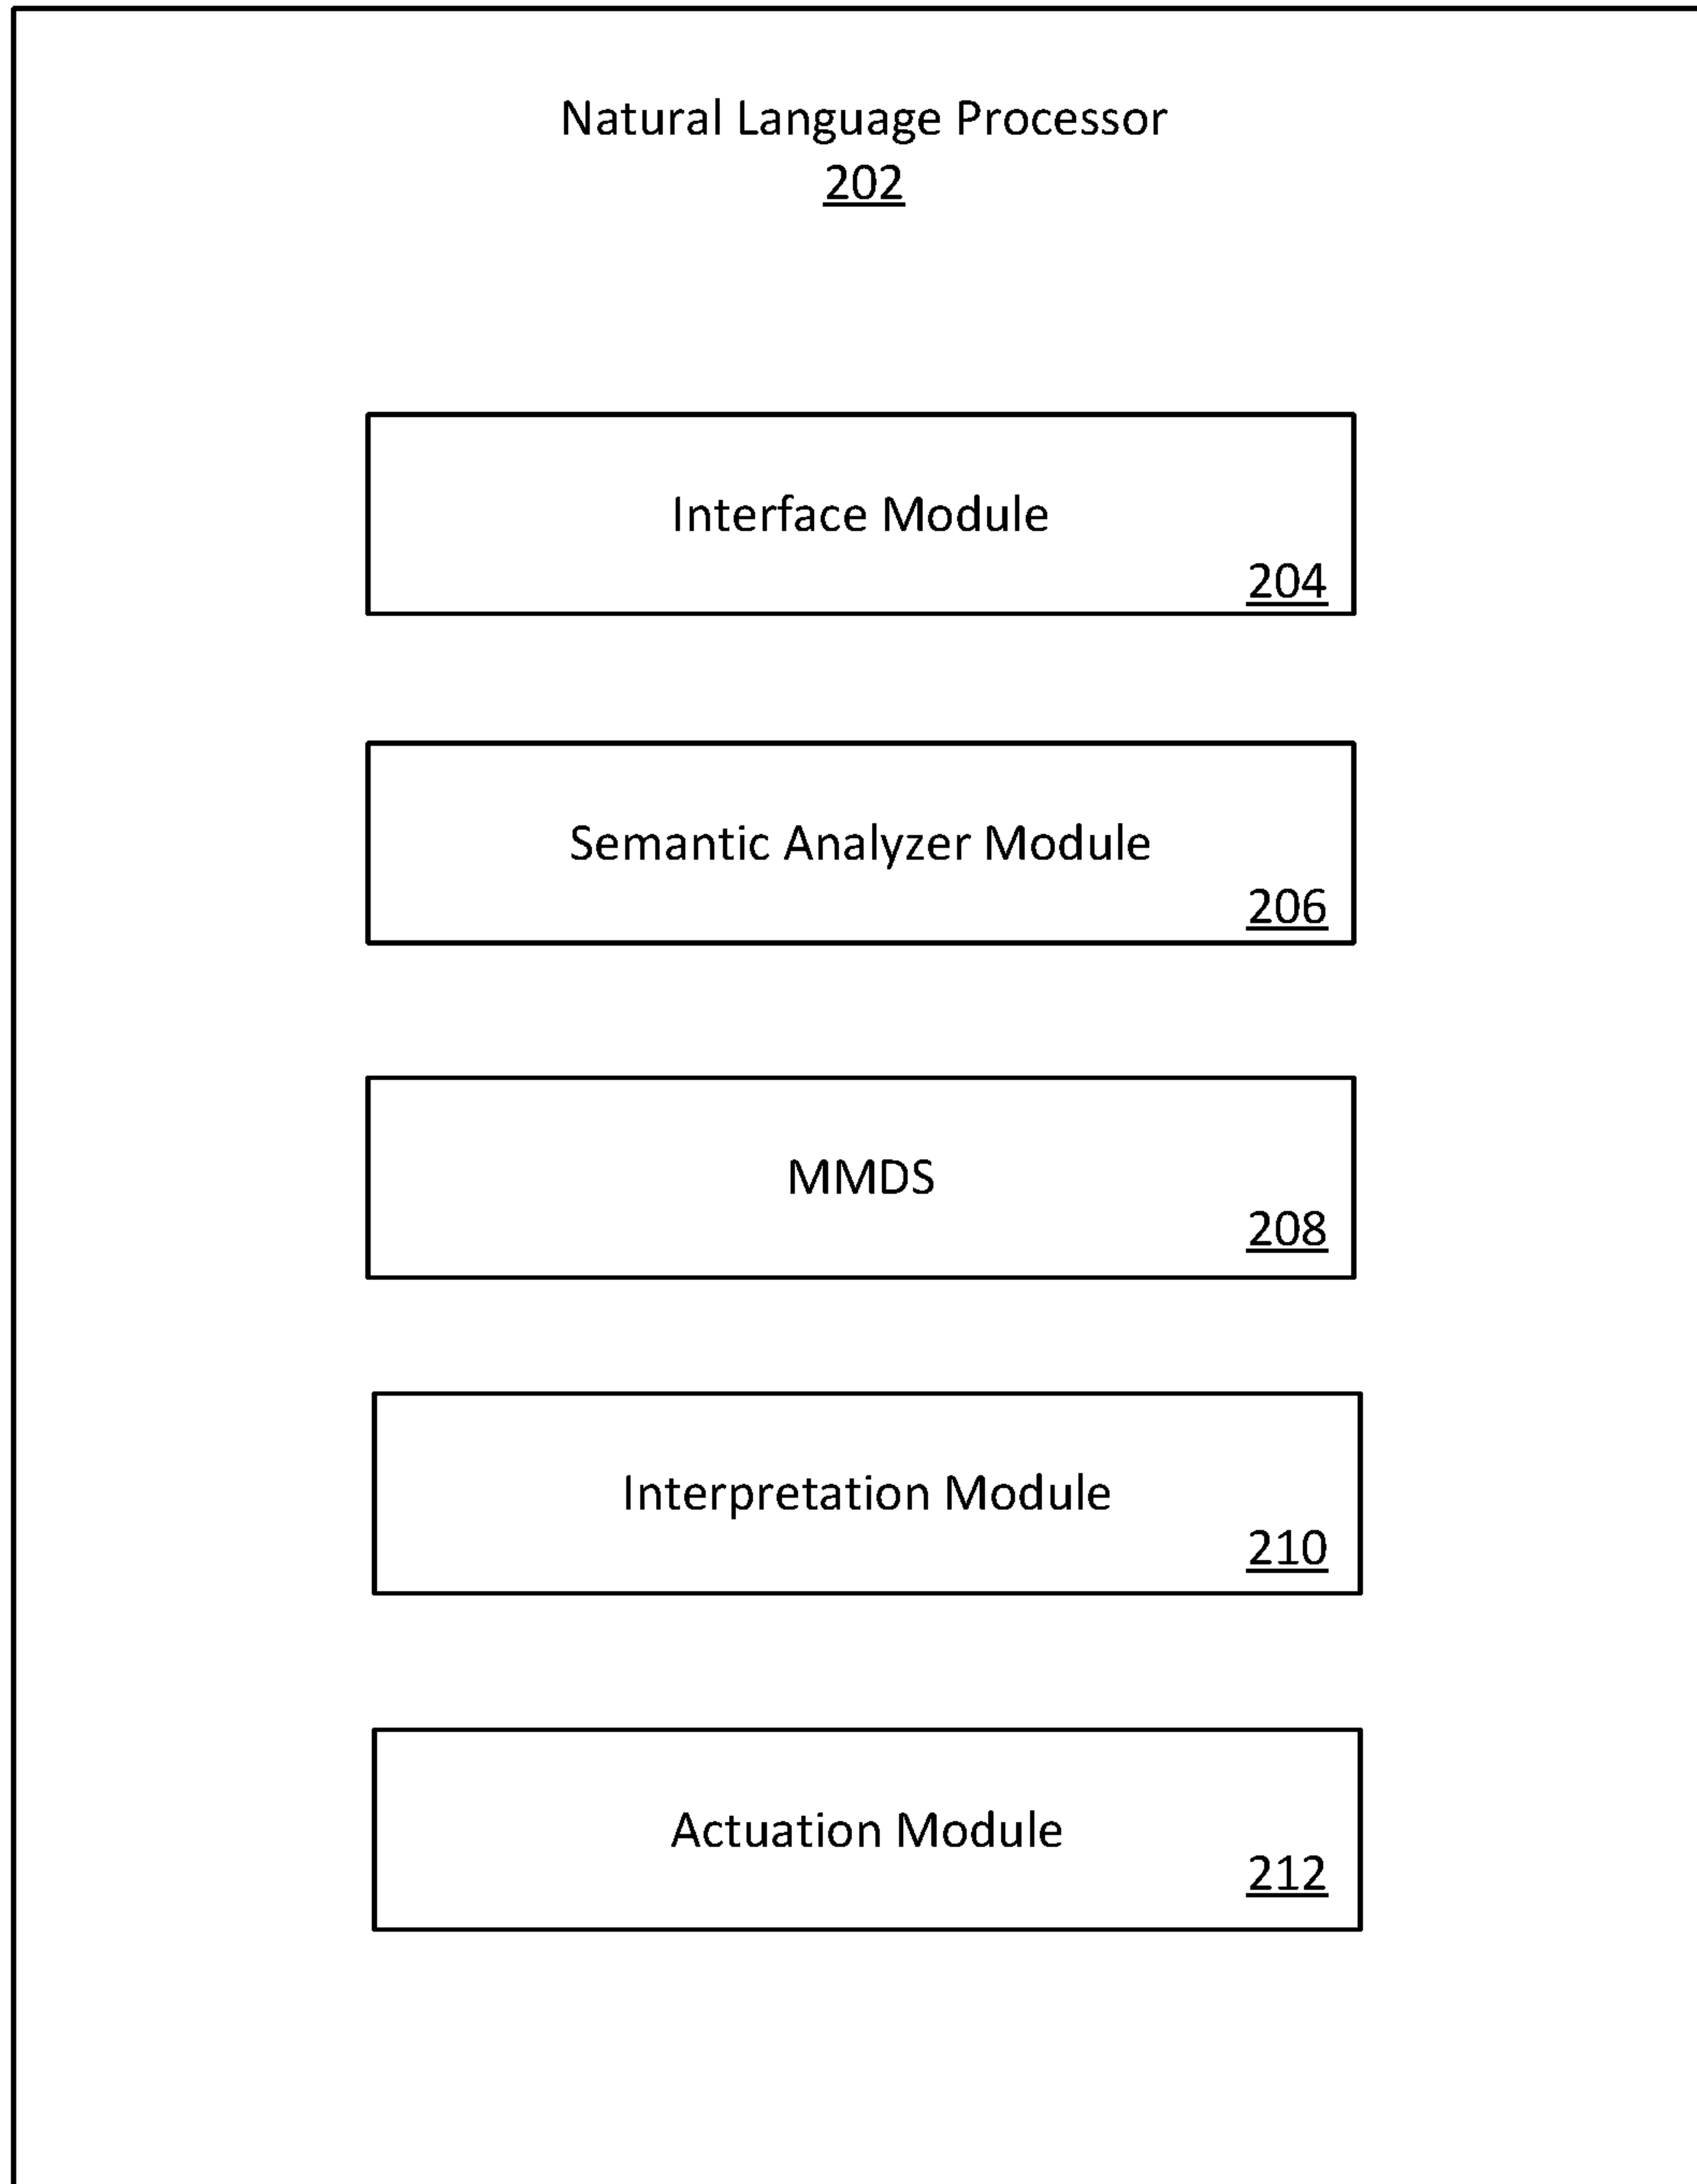 Natural Language Processor
202
Interface Module
204
Semantic Analyzer Module
206
MMDS
208
Interpretation Module
210
Actuation Module
212